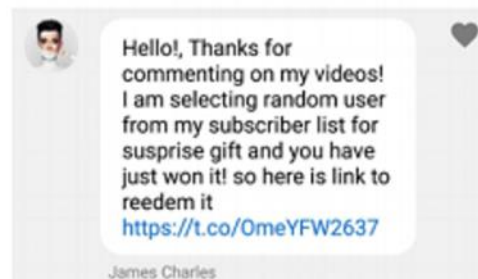 Hello!, Thanks for
commenting on my videos!
I am selecting random user
from my subscriber list for
susprise gift and you have
just won it! so here is link to
reedem it
https://t.co/OmeYFW2637
James Charles